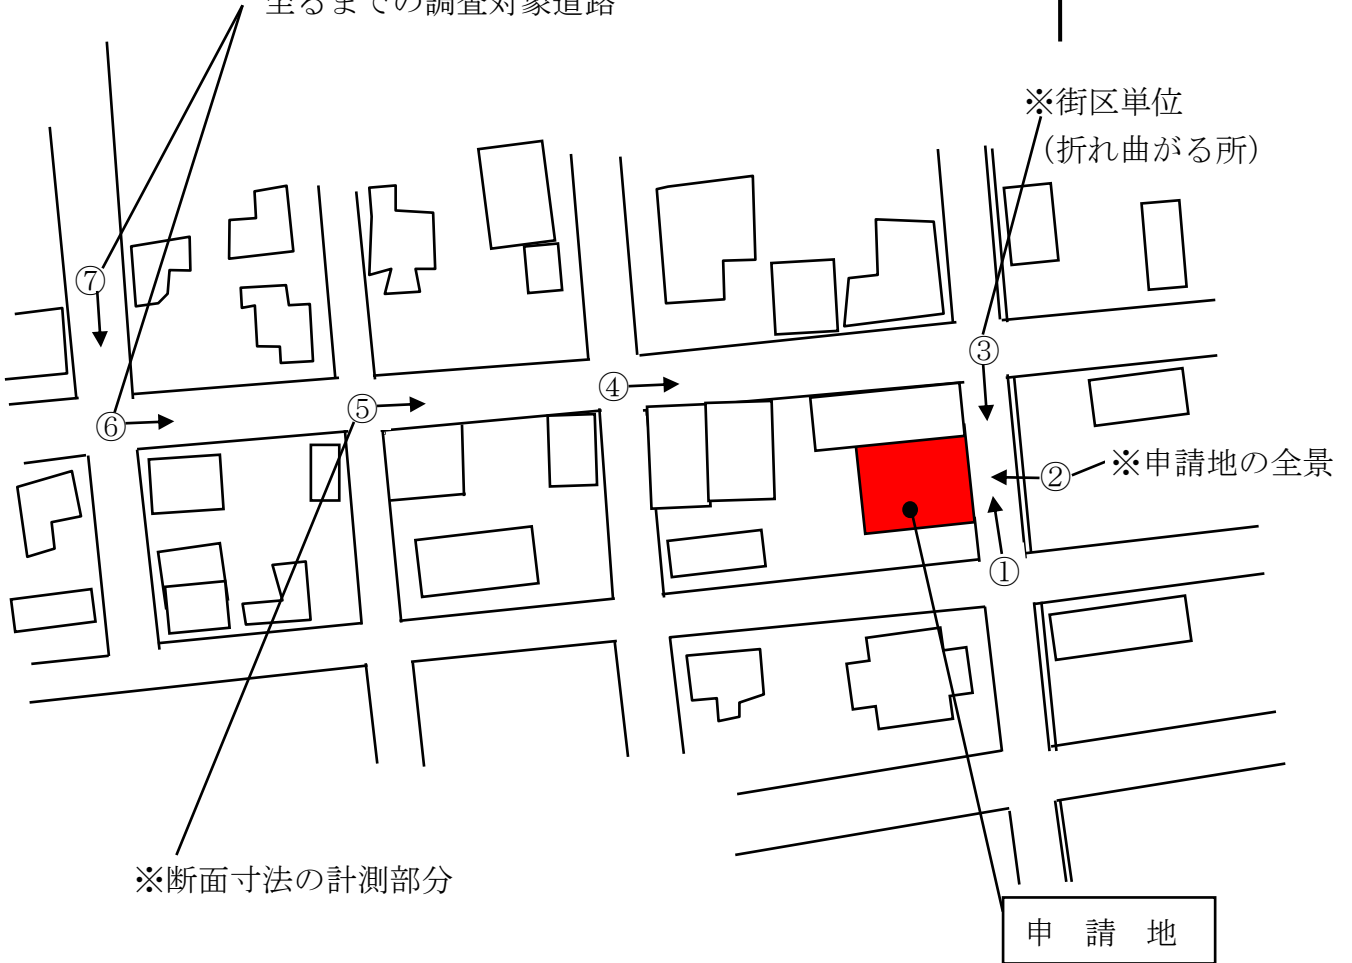 至るまでの調査対象道路
※街区単位
（折れ曲がる所）
⑦
③
④
⑤
⑥
※申請地の全景
②
①
※断面寸法の計測部分
申　請　地